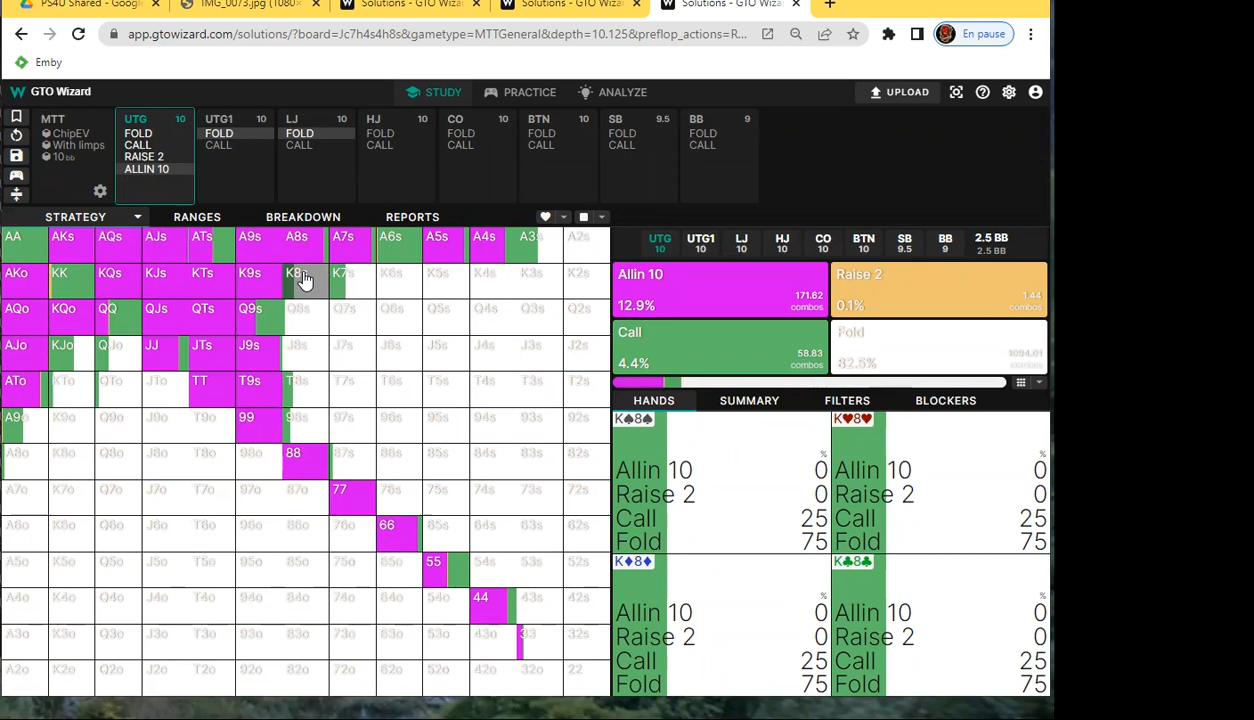 PS4U Shared - Google
IMG_0073.jpg (1080×
Solutions - GTO Wizar
Solutions - GTO Wizar
Solutions - GTO Wizar
app.gtowizard.com/solutions/?board=Jc7h4s4h8s&gametype=MTTGeneral&depth=10.125&preflop_actions=R...
En pause
Emby
GTO Wizard
STUDY
PRACTICE
ANALYZE
UPLOAD
MTT
ChipEV
With limps
10 bb
UTG 10
FOLD
CALL
RAISE 2
ALLIN 10
UTG1 10
FOLD
CALL
LJ 10
FOLD
CALL
HJ 10
FOLD
CALL
CO 10
FOLD
CALL
BTN 10
FOLD
CALL
SB 9.5
FOLD
CALL
BB 9
FOLD
CALL
STRATEGY RANGES BREAKDOWN REPORTS
AA AKs AQs AJs ATs A9s A8s A7s A6s A5s A4s A3s A2s
AKo KK KQs KJs KTs K9s K8s K7s K6s K5s K4s K3s K2s
AQo KQo QQ QJs QTs Q9s Q8s Q7s Q6s Q5s Q4s Q3s Q2s
AJo KJo QJo JJ JTs J9s J8s J7s J6s J5s J4s J3s J2s
ATo KTo QTo JTo TT T9s T8s T7s T6s T5s T4s T3s T2s
A9o K9o Q9o J9o T9o 99 98s 97s 96s 95s 94s 93s 92s
A8o K8o Q8o J8o T8o 98o 88 87s 86s 85s 84s 83s 82s
A7o K7o Q7o J7o T7o 97o 87o 77 76s 75s 74s 73s 72s
A6o K6o Q6o J6o T6o 96o 86o 76o 66 65s 64s 63s 62s
A5o K5o Q5o J5o T5o 95o 85o 75o 65o 55 54s 53s 52s
A4o K4o Q4o J4o T4o 94o 84o 74o 64o 54o 44 43s 42s
A3o K3o Q3o J3o T3o 93o 83o 73o 63o 53o 43o 33 32s
A2o K2o Q2o J2o T2o 92o 82o 72o 62o 52o 42o 32o 22
UTG UTG1 LJ HJ CO BTN SB BB 2.5 BB
10 10 10 10 10 10 9.5 9 2.5 BB
Allin 10
171.62
12.9% combos
Raise 2
1.44
0.1% combos
Call
58.83
4.4% combos
Fold
1094.01
82.5% combos
HANDS SUMMARY FILTERS BLOCKERS
K♠8♠
%
Allin 10 0
Raise 2 0
Call 25
Fold 75
K♥8♥
%
Allin 10 0
Raise 2 0
Call 25
Fold 75
K♦8♦
%
Allin 10 0
Raise 2 0
Call 25
Fold 75
K♣8♣
%
Allin 10 0
Raise 2 0
Call 25
Fold 75